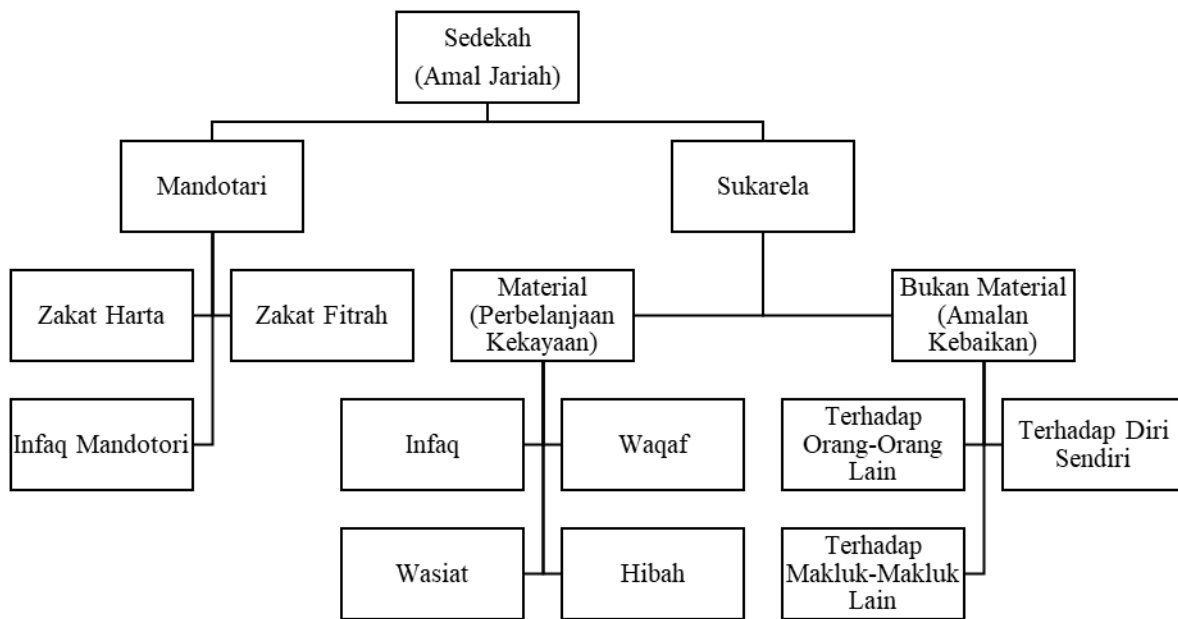 Sedekah
(Amal Jariah)
Mandotari
Sukarela
Zakat Harta
Zakat Fitrah
Material
(Perbelanjaan
Kekayaan)
Bukan Material
(Amalan
Kebaikan)
Infaq Mandotori
Infaq
Waqaf
Terhadap
Orang-Orang
Lain
Terhadap Diri
Sendiri
Wasiat
Hibah
Terhadap
Makluk-Makluk
Lain